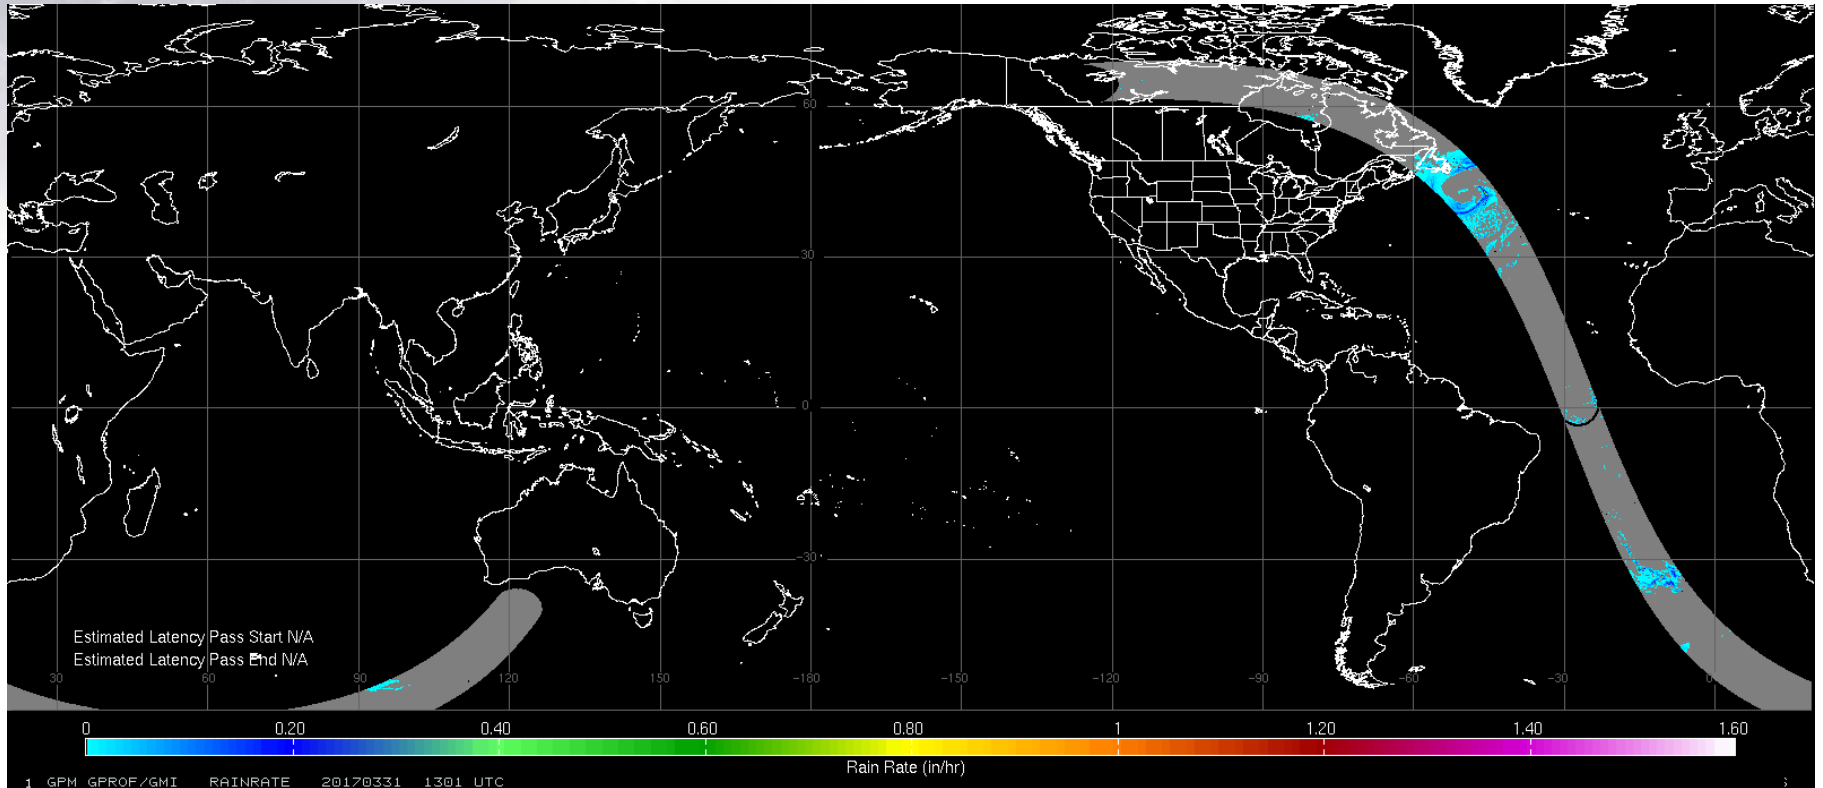 60
30
0
-30
Estimated Latency Pass Start N/A
Estimated Latency Pass End N/A
30 60 90 120 150 -180 -150 -120 -90 -60 -30 0
0 0.20 0.40 0.60 0.80 1 1.20 1.40 1.60
Rain Rate (in/hr)
1 GPM GPROF/GMI RAINRATE 20170331 1301 UTC